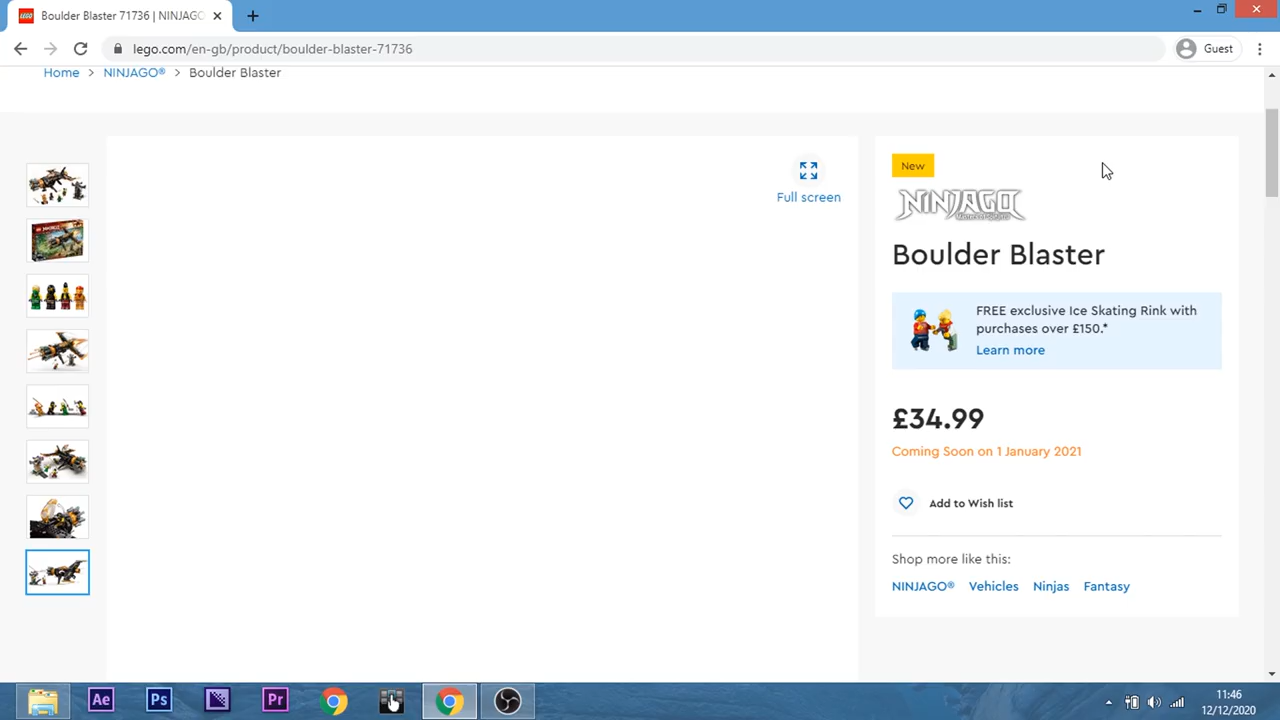 Boulder Blaster 71736 | NINJAGO
lego.com/en-gb/product/boulder-blaster-71736
Guest
Home > NINJAGO® > Boulder Blaster
Full screen
New
NINJAGO
Boulder Blaster
FREE exclusive Ice Skating Rink with
purchases over £150.*
Learn more
£34.99
Coming Soon on 1 January 2021
Add to Wish list
Shop more like this:
NINJAGO® Vehicles Ninjas Fantasy
Ae Ps Pr
11:46
12/12/2020